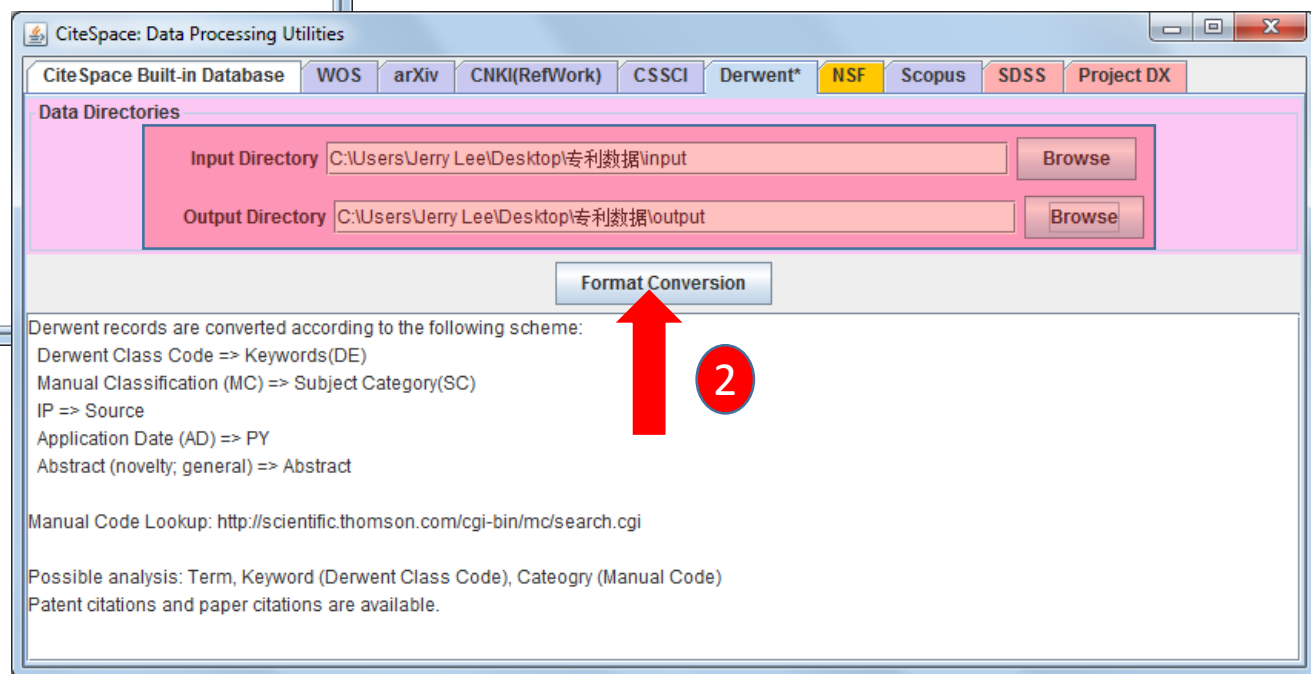 CiteSpace: Data Processing Utilities
CiteSpace Built-in Database WOS arXiv CNKI(RefWork) CSSCI Derwent* NSF Scopus SDSS Project DX
Data Directories
Input Directory C:\Users\Jerry Lee\Desktop\专利数据\input Browse
Output Directory C:\Users\Jerry Lee\Desktop\专利数据\output Browse
Format Conversion
Derwent records are converted according to the following scheme:
Derwent Class Code => Keywords(DE)
Manual Classification (MC) => Subject Category(SC)
IP => Source
Application Date (AD) => PY
Abstract (novelty; general) => Abstract
2
Manual Code Lookup: http://scientific.thomson.com/cgi-bin/mc/search.cgi
Possible analysis: Term, Keyword (Derwent Class Code), Cateogry (Manual Code)
Patent citations and paper citations are available.